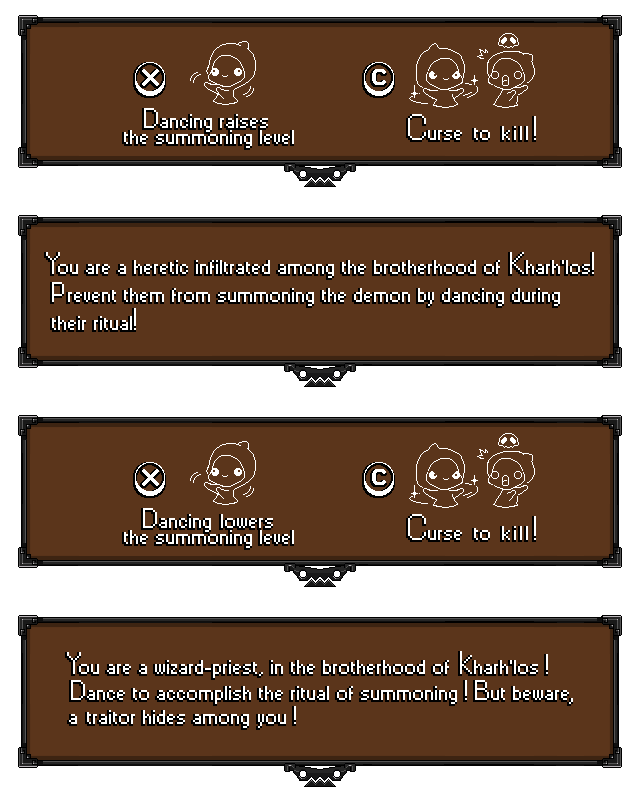 X
C
Dancing raises
the summoning level
Curse to kill!
You are a heretic infiltrated among the brotherhood of Kharh'los!
Prevent them from summoning the demon by dancing during
their ritual!
X
C
Dancing lowers
the summoning level
Curse to kill!
You are a wizard-priest, in the brotherhood of Kharh'los !
Dance to accomplish the ritual of summoning ! But beware,
a traitor hides among you !